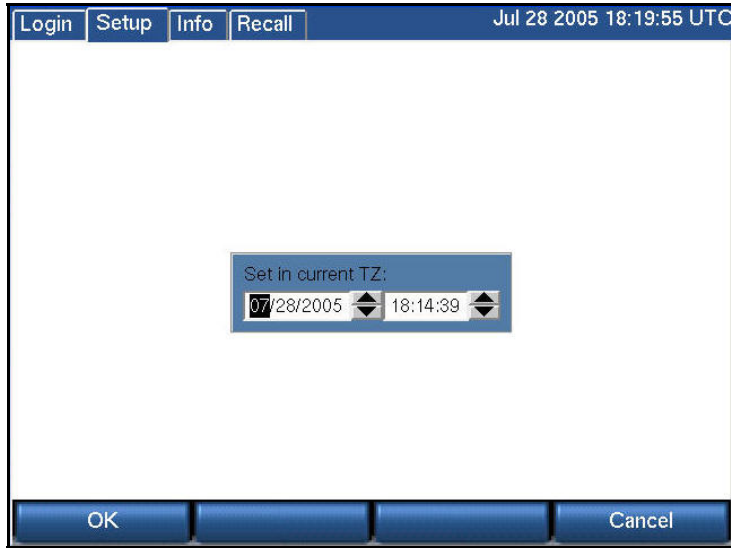 Login Setup Info Recall Jul 28 2005 18:19:55 UTC
Set in current TZ:
07/28/2005 18:14:39
OK Cancel